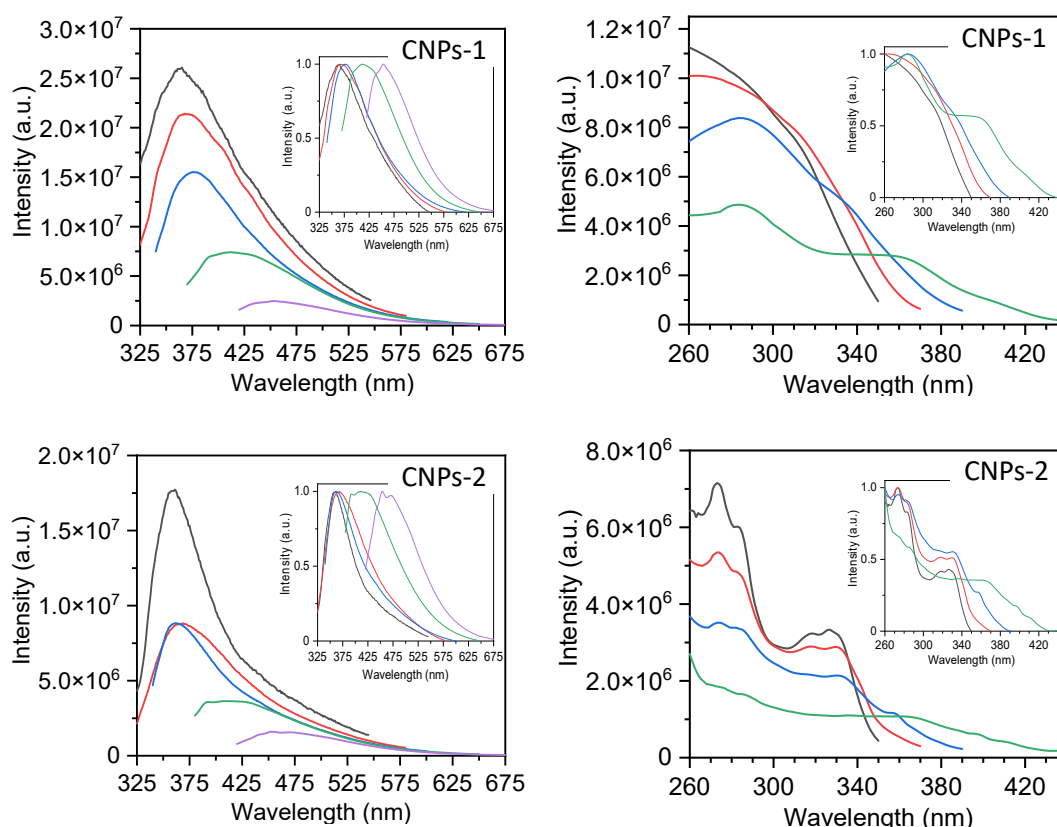 CNPs-1
3.0×10⁷
2.5×10⁷
2.0×10⁷
1.5×10⁷
1.0×10⁷
5.0×10⁶
0
Intensity (a.u.)
325 375 425 475 525 575 625 675
Wavelength (nm)
1.0
0.5
0
Intensity (a.u.)
325 375 425 475 525 575 625 675
Wavelength (nm)
CNPs-1
1.2×10⁷
1.0×10⁷
8.0×10⁶
6.0×10⁶
4.0×10⁶
2.0×10⁶
0
Intensity (a.u.)
260 300 340 380 420
Wavelength (nm)
1.0
0.5
0
Intensity (a.u.)
260 300 340 380 420
Wavelength (nm)
CNPs-2
2.0×10⁷
1.5×10⁷
1.0×10⁷
5.0×10⁶
0
Intensity (a.u.)
325 375 425 475 525 575 625 675
Wavelength (nm)
1.0
0.5
0
Intensity (a.u.)
325 375 425 475 525 575 625 675
Wavelength (nm)
CNPs-2
8.0×10⁶
6.0×10⁶
4.0×10⁶
2.0×10⁶
0
Intensity (a.u.)
260 300 340 380 420
Wavelength (nm)
1.0
0.5
0
Intensity (a.u.)
260 300 340 380 420
Wavelength (nm)